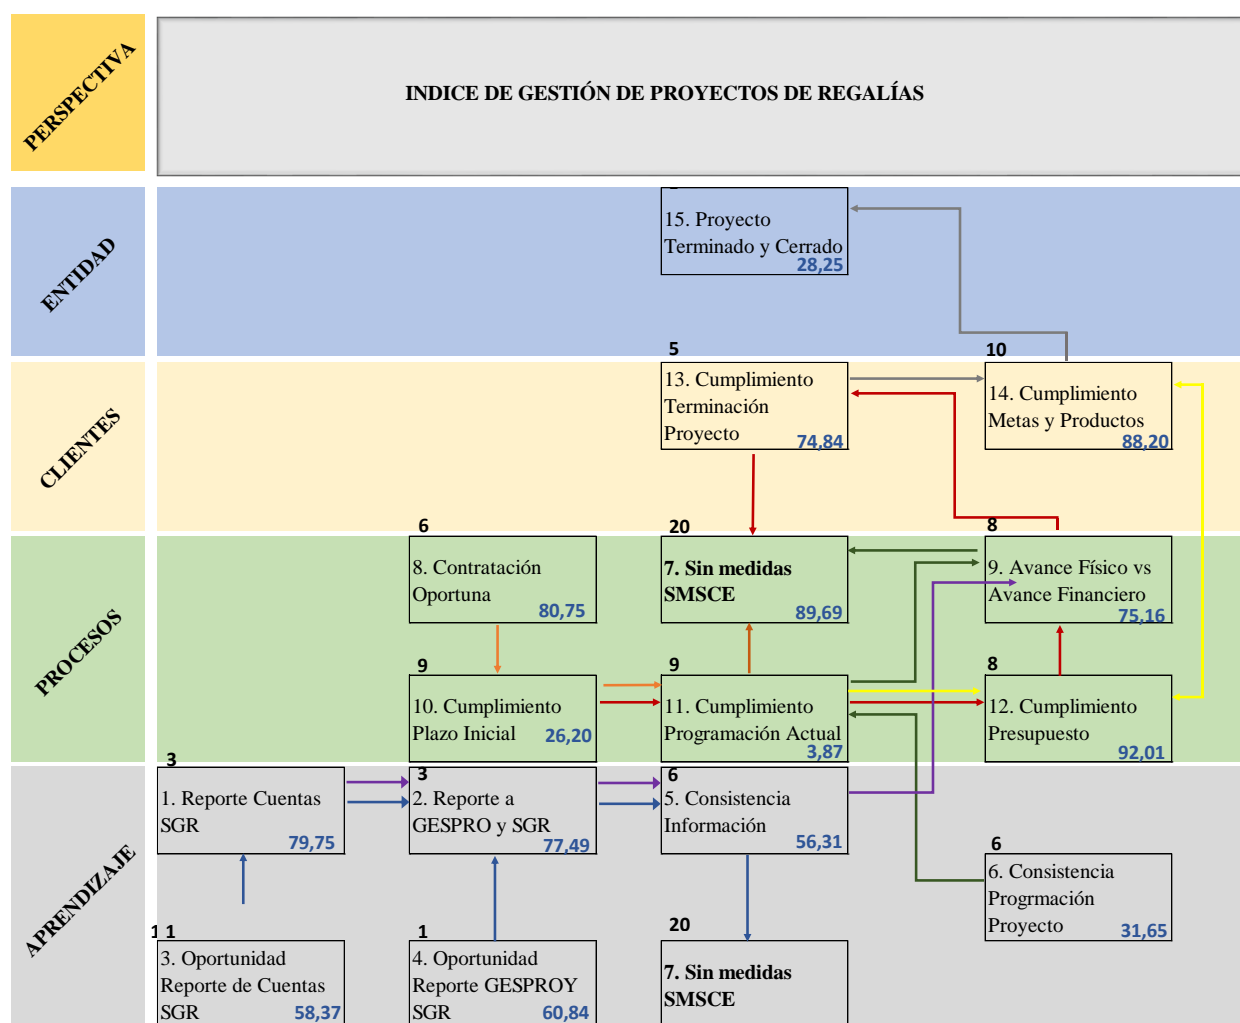 PERSPECTIVA
INDICE DE GESTIÓN DE PROYECTOS DE REGALÍAS
ENTIDAD
15. Proyecto
Terminado y Cerrado
28,25
CLIENTES
5
13. Cumplimiento
Terminación
Proyecto
74,84
10
14. Cumplimiento
Metas y Productos
88,20
PROCESOS
6
8. Contratación
Oportuna
80,75
20
7. Sin medidas
SMSCE
89,69
8
9. Avance Físico vs
Avance Financiero
75,16
9
10. Cumplimiento
Plazo Inicial
26,20
9
11. Cumplimiento
Programación Actual
3,87
8
12. Cumplimiento
Presupuesto
92,01
APRENDIZAJE
3
1. Reporte Cuentas
SGR
79,75
3
2. Reporte a
GESPRO y SGR
77,49
6
5. Consistencia
Información
56,31
6
6. Consistencia
Progrmación
Proyecto
31,65
1 1
3. Oportunidad
Reporte de Cuentas
SGR
58,37
1
4. Oportunidad
Reporte GESPROY
SGR
60,84
20
7. Sin medidas
SMSCE